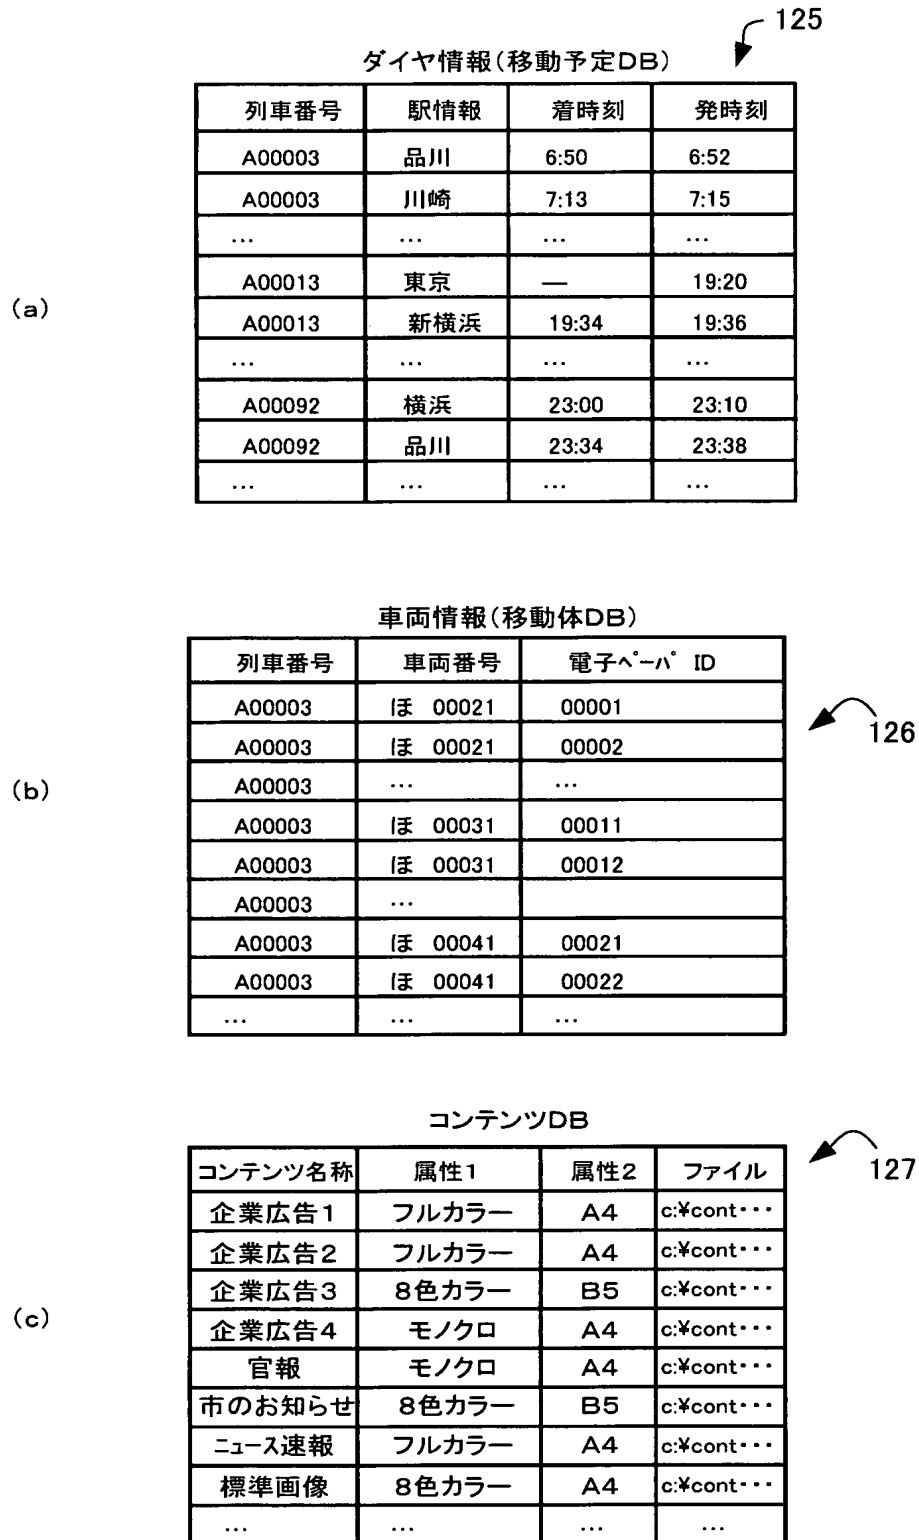 125
ダイヤ情報(移動予定DB)
列車番号 駅情報 着時刻 発時刻
A00003 品川 6:50 6:52
A00003 川崎 7:13 7:15
… … … …
A00013 東京 — 19:20
(a)
A00013 新横浜 19:34 19:36
… … … …
A00092 横浜 23:00 23:10
A00092 品川 23:34 23:38
… … … …
車両情報(移動体DB)
列車番号 車両番号 電子ペーパ ID
A00003 ほ 00021 00001
126
A00003 ほ 00021 00002
(b)
A00003 … …
A00003 ほ 00031 00011
A00003 ほ 00031 00012
A00003 …
A00003 ほ 00041 00021
A00003 ほ 00041 00022
… … …
コンテンツDB
127
コンテンツ名称 属性1 属性2 ファイル
企業広告1 フルカラー A4 c:¥cont・・・
企業広告2 フルカラー A4 c:¥cont・・・
企業広告3 8色カラー B5 c:¥cont・・・
(c)
企業広告4 モノクロ A4 c:¥cont・・・
官報 モノクロ A4 c:¥cont・・・
市のお知らせ 8色カラー B5 c:¥cont・・・
ニュース速報 フルカラー A4 c:¥cont・・・
標準画像 8色カラー A4 c:¥cont・・・
… … … …